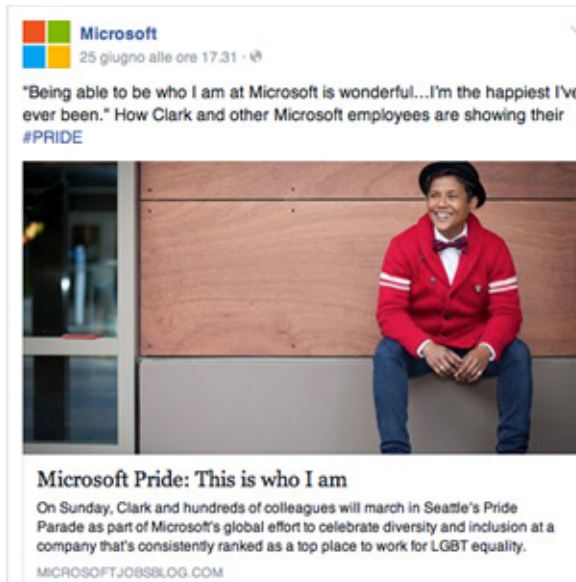 Microsoft
25 giugno alle ore 17.31 ·
"Being able to be who I am at Microsoft is wonderful...I'm the happiest I've
ever been." How Clark and other Microsoft employees are showing their
#PRIDE
Microsoft Pride: This is who I am
On Sunday, Clark and hundreds of colleagues will march in Seattle's Pride
Parade as part of Microsoft's global effort to celebrate diversity and inclusion at a
company that's consistently ranked as a top place to work for LGBT equality.
MICROSOFTJOBSBLOG.COM